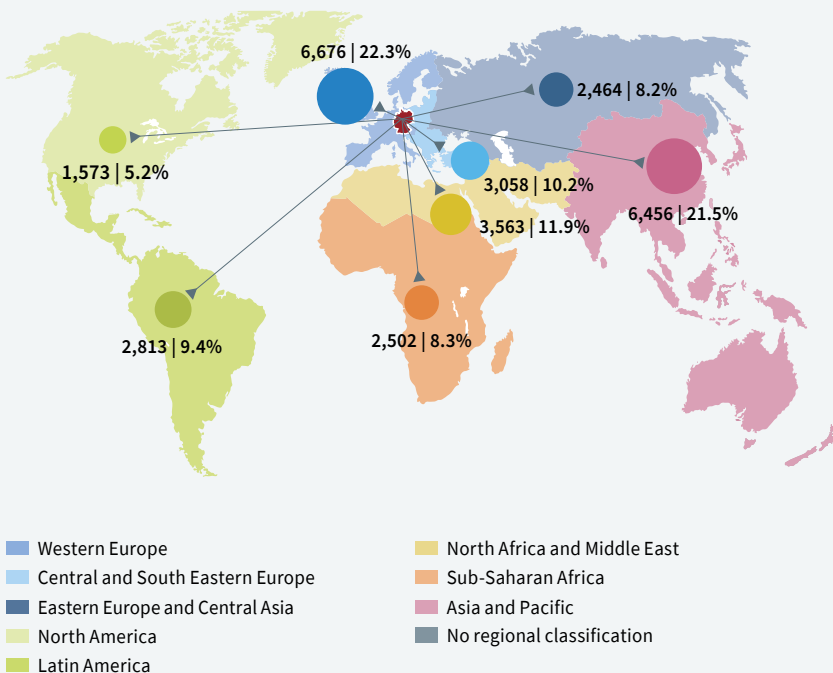 6,676 | 22.3%
2,464 | 8.2%
1,573 | 5.2%
3,058 | 10.2%
6,456 | 21.5%
3,563 | 11.9%
2,813 | 9.4%
2,502 | 8.3%
Western Europe
Central and South Eastern Europe
Eastern Europe and Central Asia
North America
Latin America
North Africa and Middle East
Sub-Saharan Africa
Asia and Pacific
No regional classification